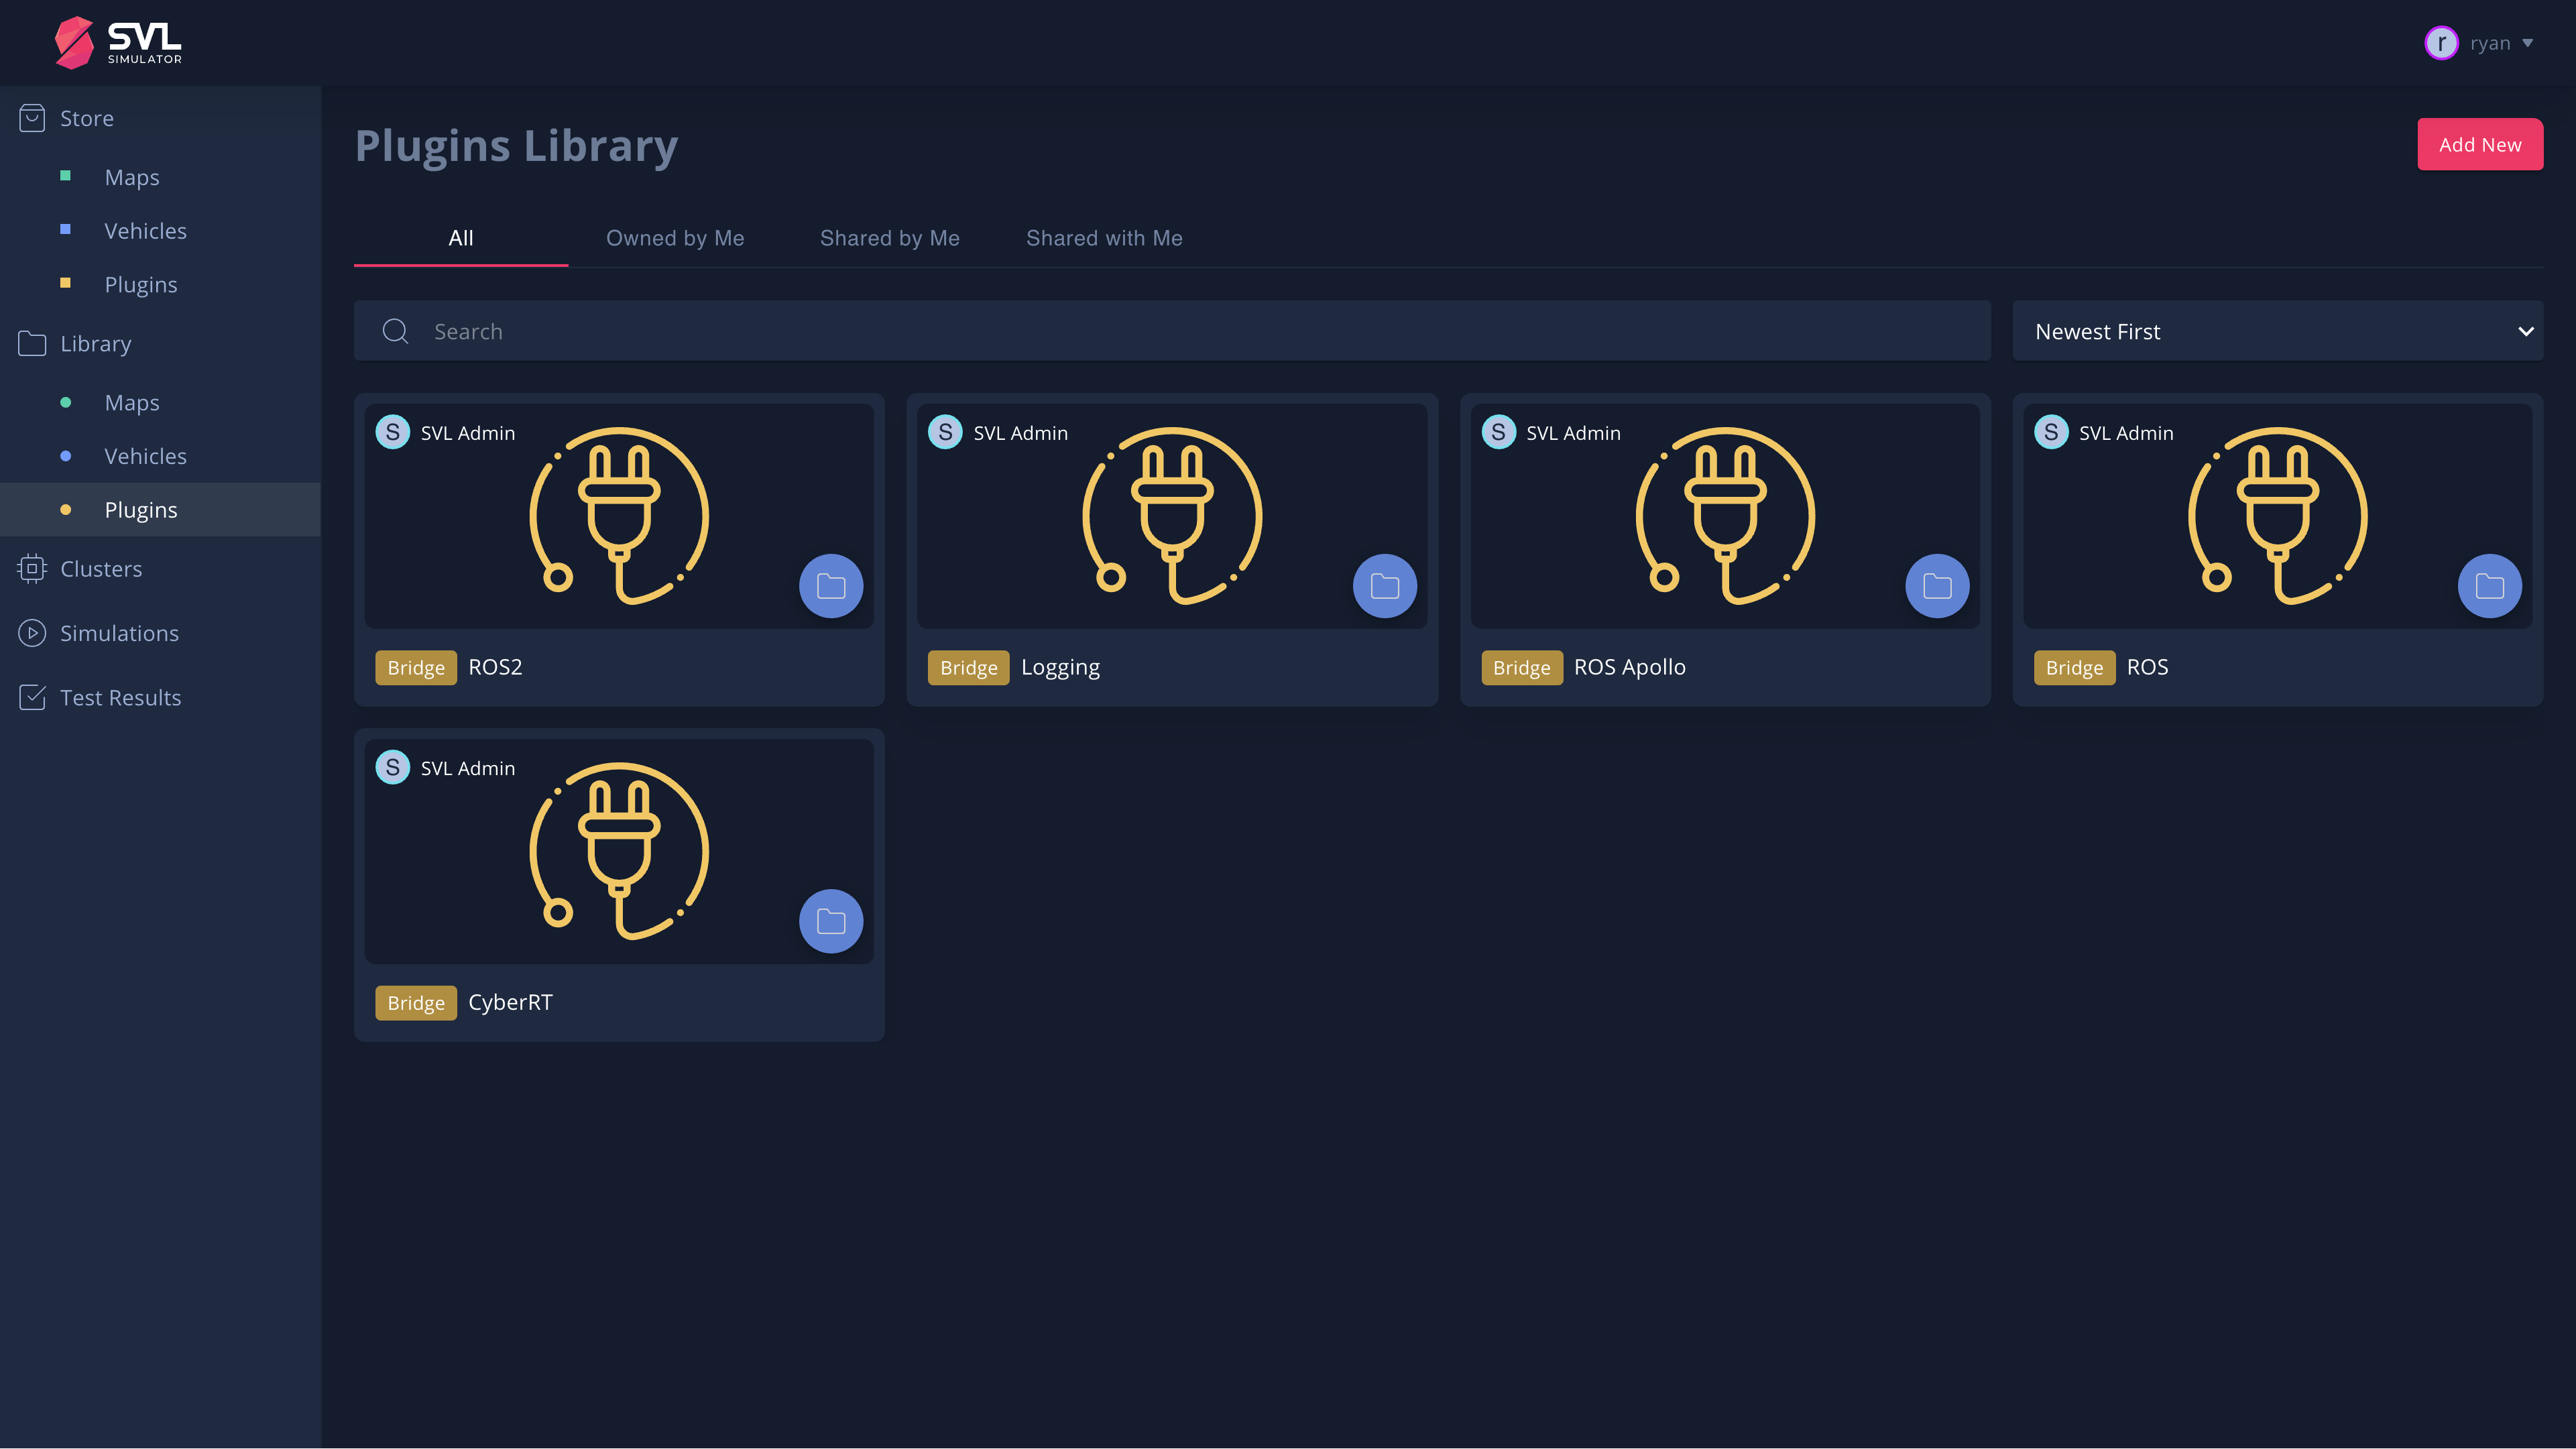 SVL
SIMULATOR
r ryan
Store
Maps
Vehicles
Plugins
Library
Maps
Vehicles
Plugins
Clusters
Simulations
Test Results
Plugins Library
Add New
All Owned by Me Shared by Me Shared with Me
Search
Newest First
S SVL Admin
Bridge ROS2
S SVL Admin
Bridge Logging
S SVL Admin
Bridge ROS Apollo
S SVL Admin
Bridge ROS
S SVL Admin
Bridge CyberRT